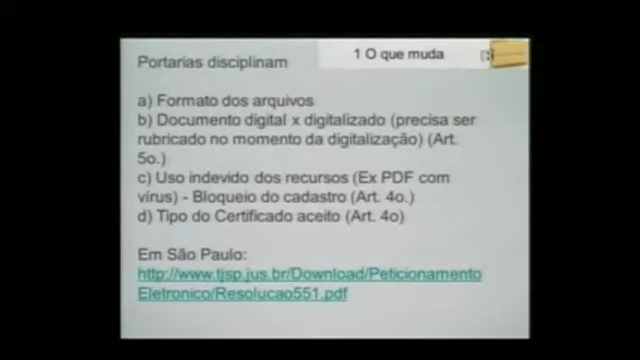 1 O que muda
Portarias disciplinam
a) Formato dos arquivos
b) Documento digital x digitalizado (precisa ser
rubricado no momento da digitalização) (Art.
5o.)
c) Uso indevido dos recursos (Ex PDF com
vírus) - Bloqueio do cadastro (Art. 4o.)
d) Tipo do Certificado aceito (Art. 4o)
Em São Paulo:
http://www.tjsp.jus.br/Download/Peticionamento
Eletronico/Resolucao551.pdf